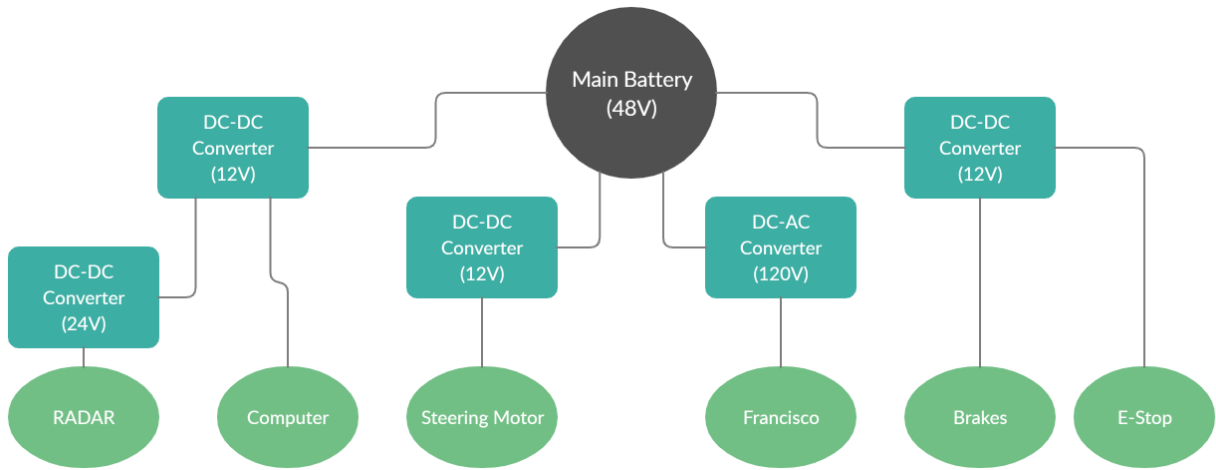 Main Battery
(48V)
DC-DC
Converter
(12V)
DC-DC
Converter
(12V)
DC-DC
Converter
(12V)
DC-AC
Converter
(120V)
DC-DC
Converter
(24V)
RADAR
Computer
Steering Motor
Francisco
Brakes
E-Stop